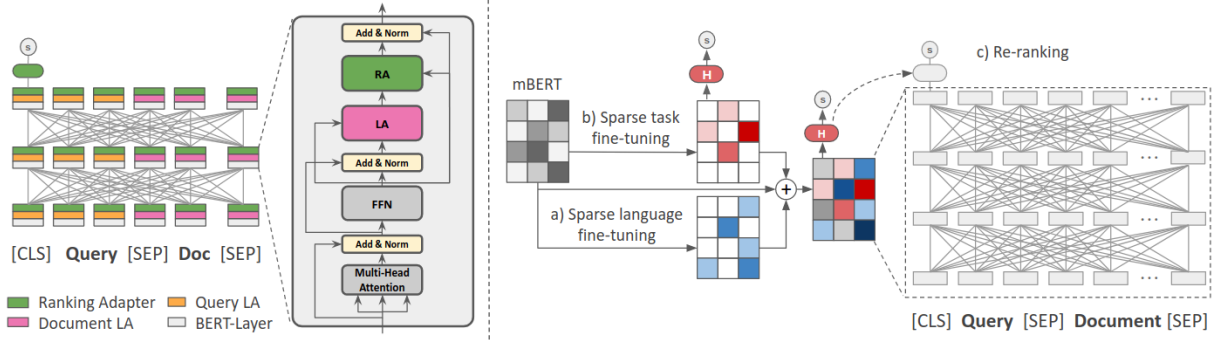 s
[CLS] Query [SEP] Doc [SEP]
Ranking Adapter
Query LA
Document LA
BERT-Layer
Add & Norm
RA
LA
Add & Norm
FFN
Add & Norm
Multi-Head
Attention
mBERT
b) Sparse task
fine-tuning
a) Sparse language
fine-tuning
s
H
+
s
H
c) Re-ranking
s
...
...
...
...
[CLS] Query [SEP] Document [SEP]